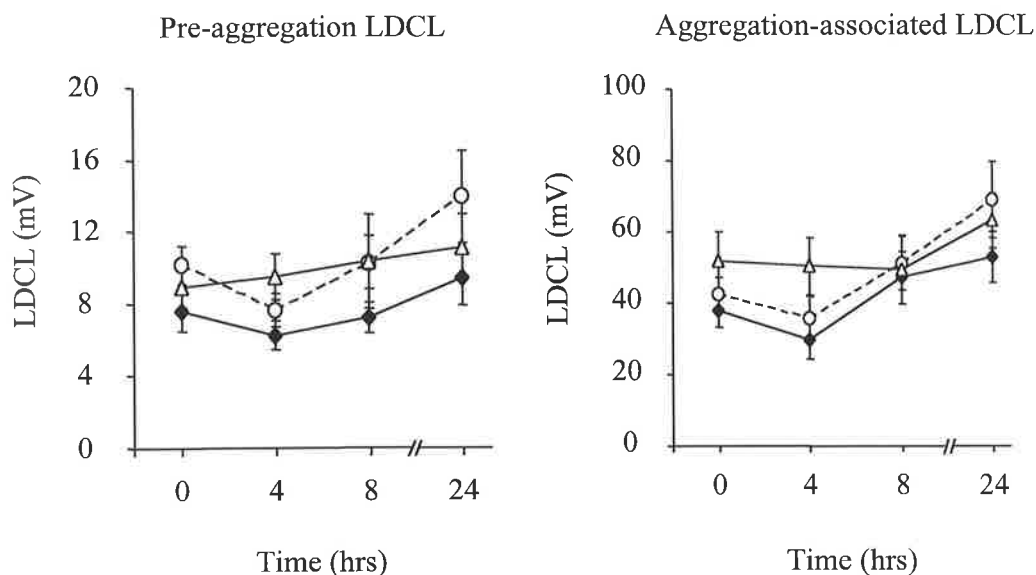 Pre-aggregation LDCL
20
16
12
8
4
0
LDCL (mV)
0 4 8 24
Time (hrs)
Aggregation-associated LDCL
100
80
60
40
20
0
LDCL (mV)
0 4 8 24
Time (hrs)